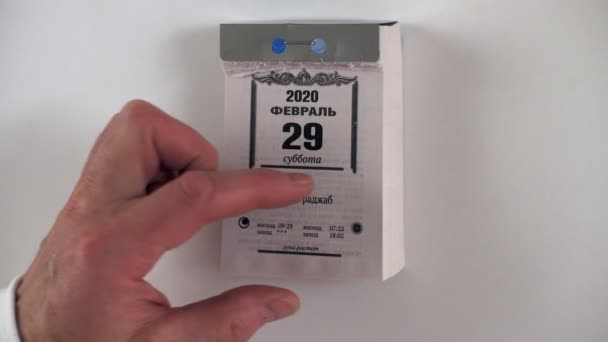 2020
ФЕВРАЛЬ
29
суббота
раджаб
восход 09:29 восход 07:22
заход *** заход 18:02
луна растет